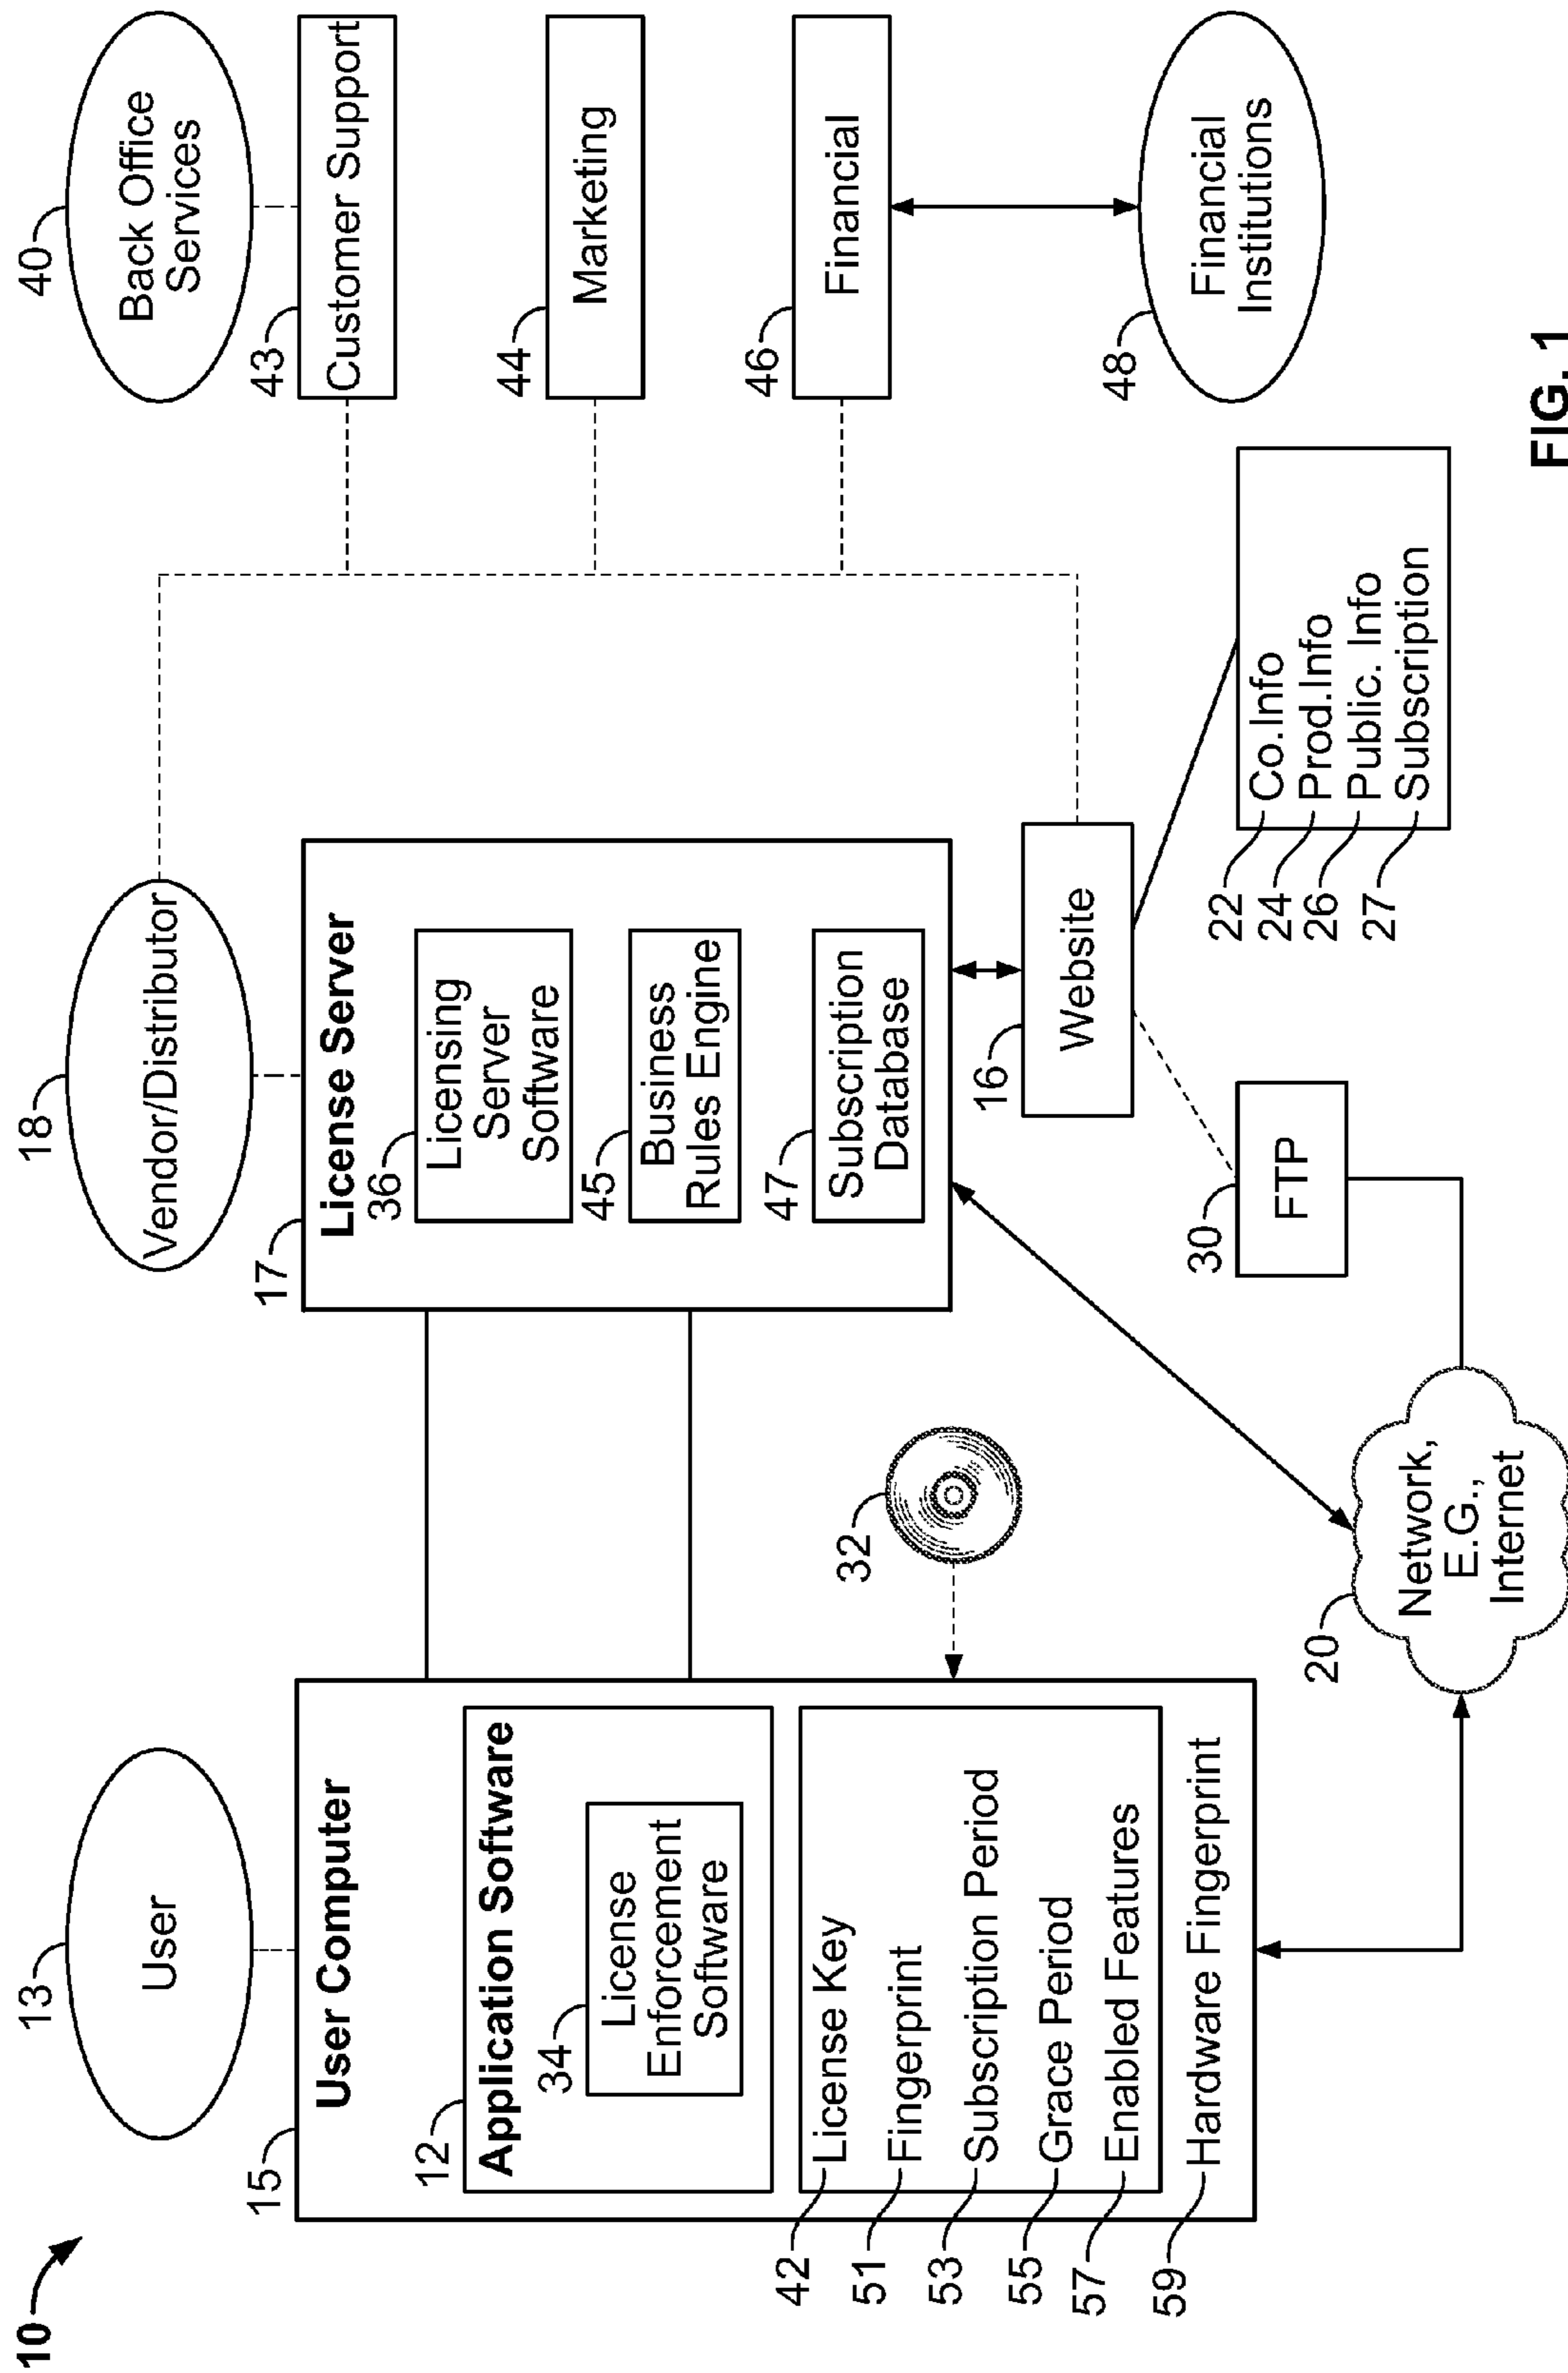 10
13
User
15
User Computer
12
Application Software
34
License
Enforcement
Software
42
License Key
51
Fingerprint
53
Subscription Period
55
Grace Period
57
Enabled Features
59
Hardware Fingerprint
32
20
Network,
E.G.,
Internet
18
Vendor/Distributor
17
License Server
36
Licensing
Server
Software
45
Business
Rules Engine
47
Subscription
Database
16
Website
30
FTP
22
Co.Info
24
Prod.Info
26
Public. Info
27
Subscription
40
Back Office
Services
43
Customer Support
44
Marketing
46
Financial
48
Financial
Institutions
FIG. 1